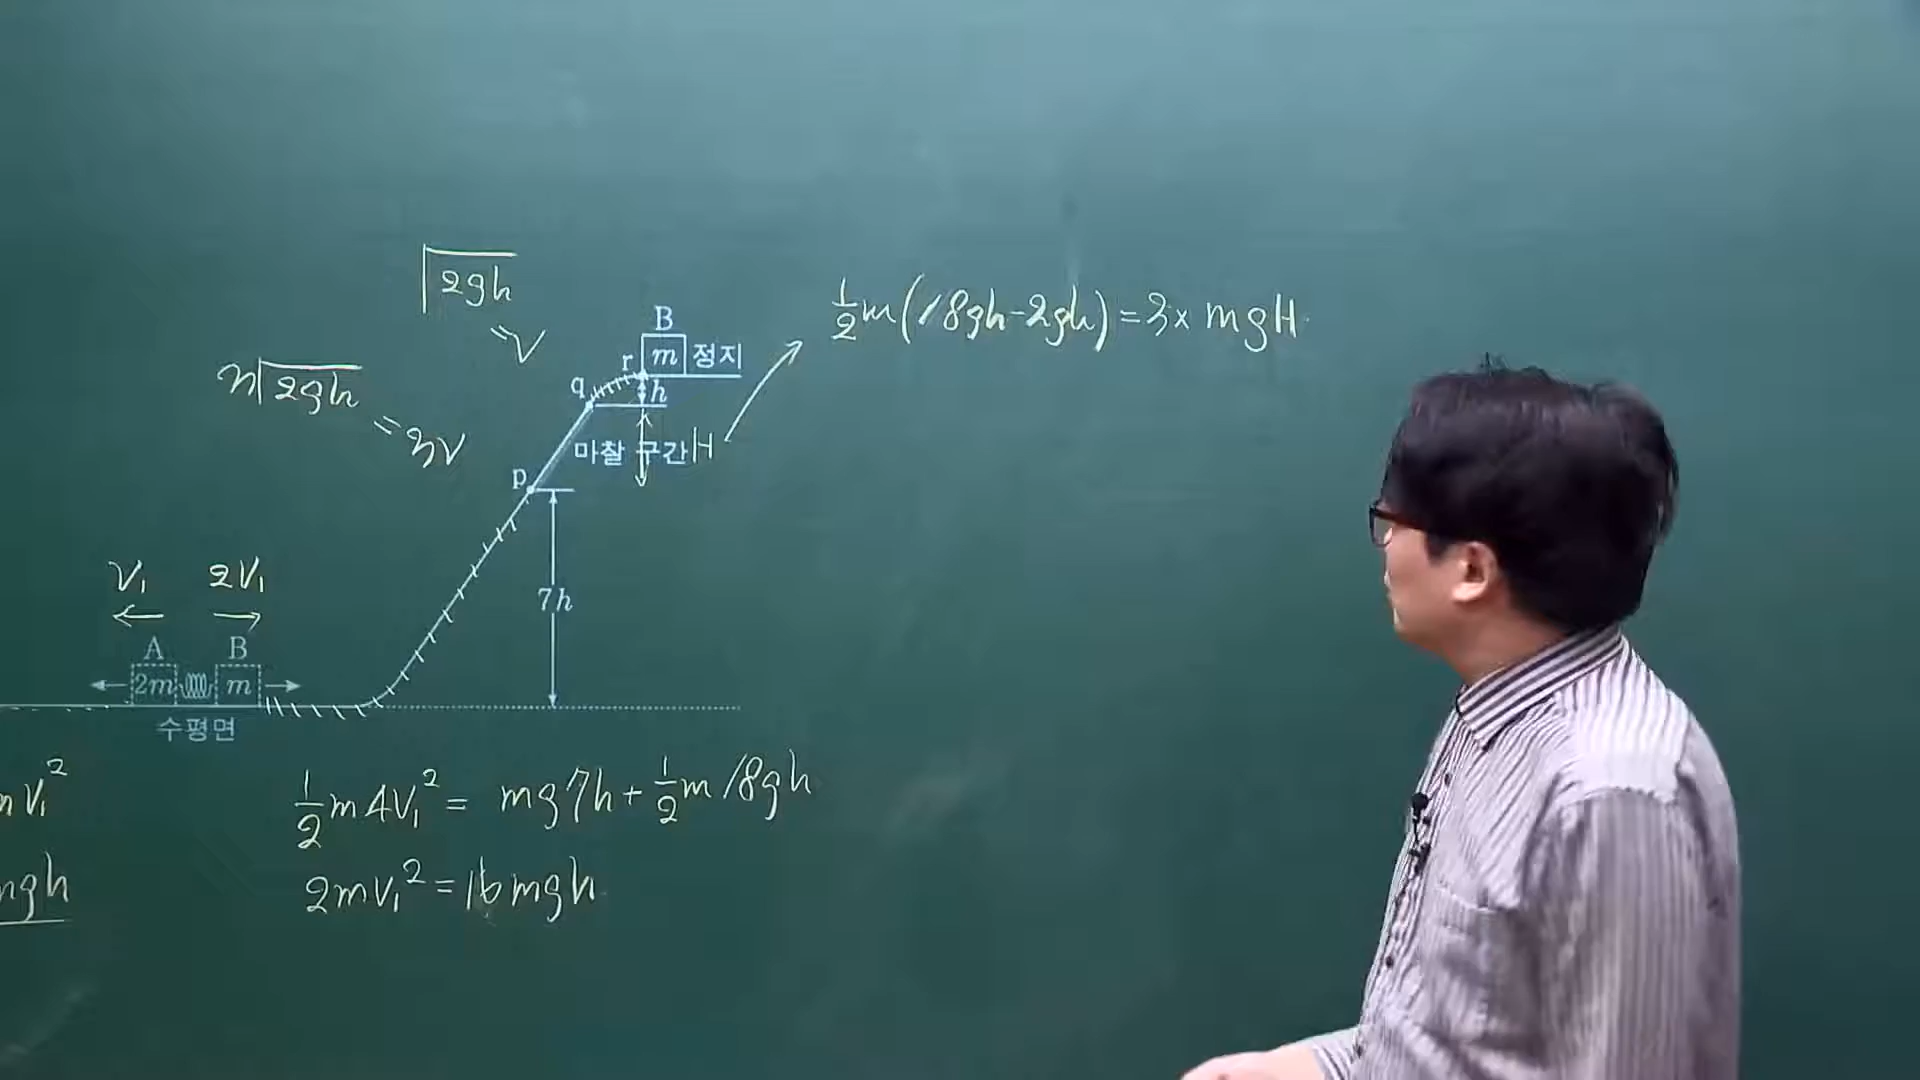 √2gh
= V
3√2gh
= 3V
½m(18gh-2gh) = 3× mgH
B
m 정지
r
q
h
마찰 구간 H
p
7h
V₁ 2V₁
A B
2m m
수평면
mV₁²
mgh
½m4V₁² = mg7h + ½m18gh
2mV₁² = 16mgh